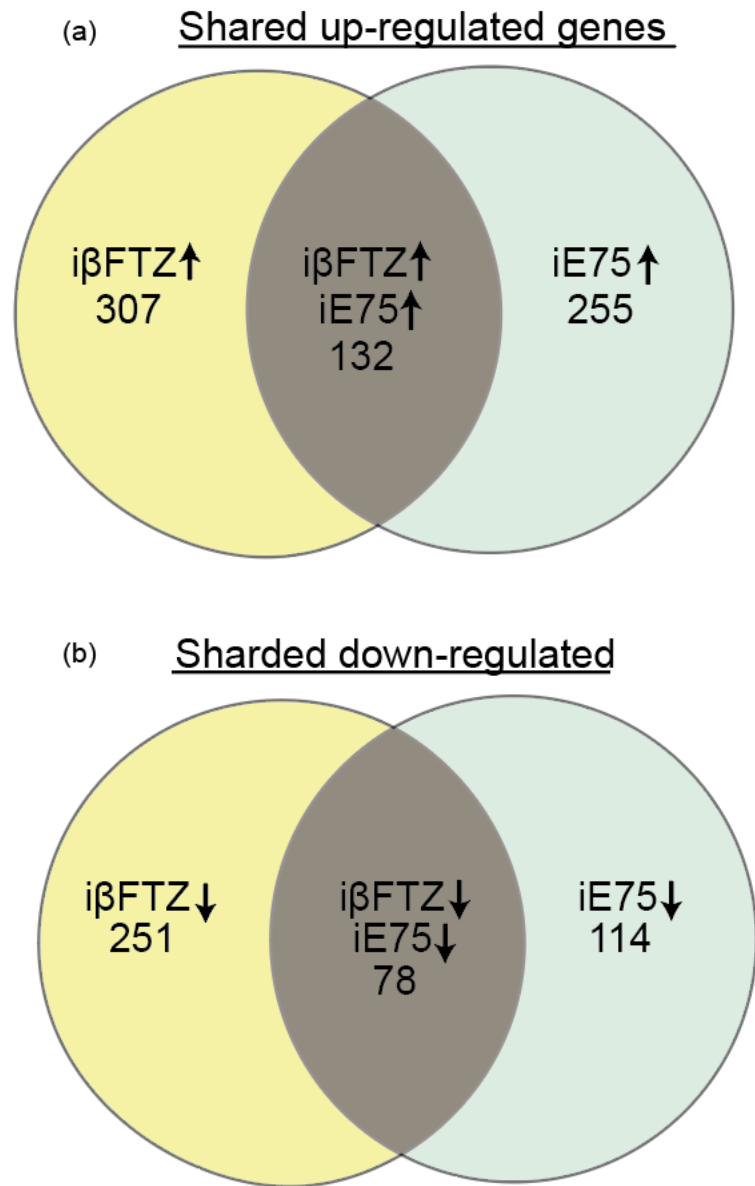 (a) Shared up-regulated genes
iβFTZ↑
307
iβFTZ↑
iE75↑
132
iE75↑
255
(b) Sharded down-regulated
iβFTZ↓
251
iβFTZ↓
iE75↓
78
iE75↓
114